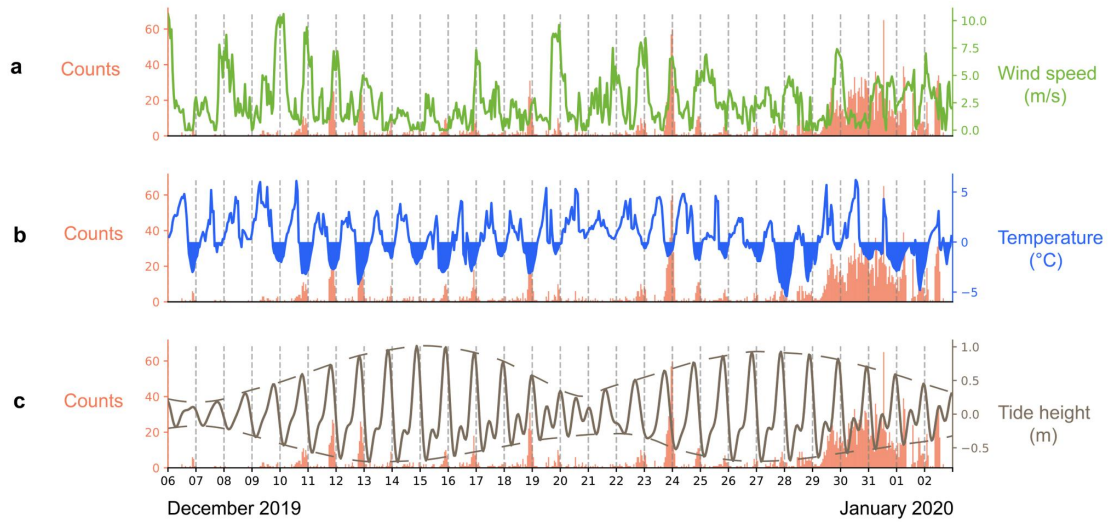 a
Counts
60
40
20
0
10.0
7.5
5.0
2.5
0.0
Wind speed
(m/s)
b
Counts
60
40
20
0
5
0
−5
Temperature
(°C)
c
Counts
60
40
20
0
1.0
0.5
0.0
−0.5
Tide height
(m)
06 07 08 09 10 11 12 13 14 15 16 17 18 19 20 21 22 23 24 25 26 27 28 29 30 31 01 02
December 2019 January 2020